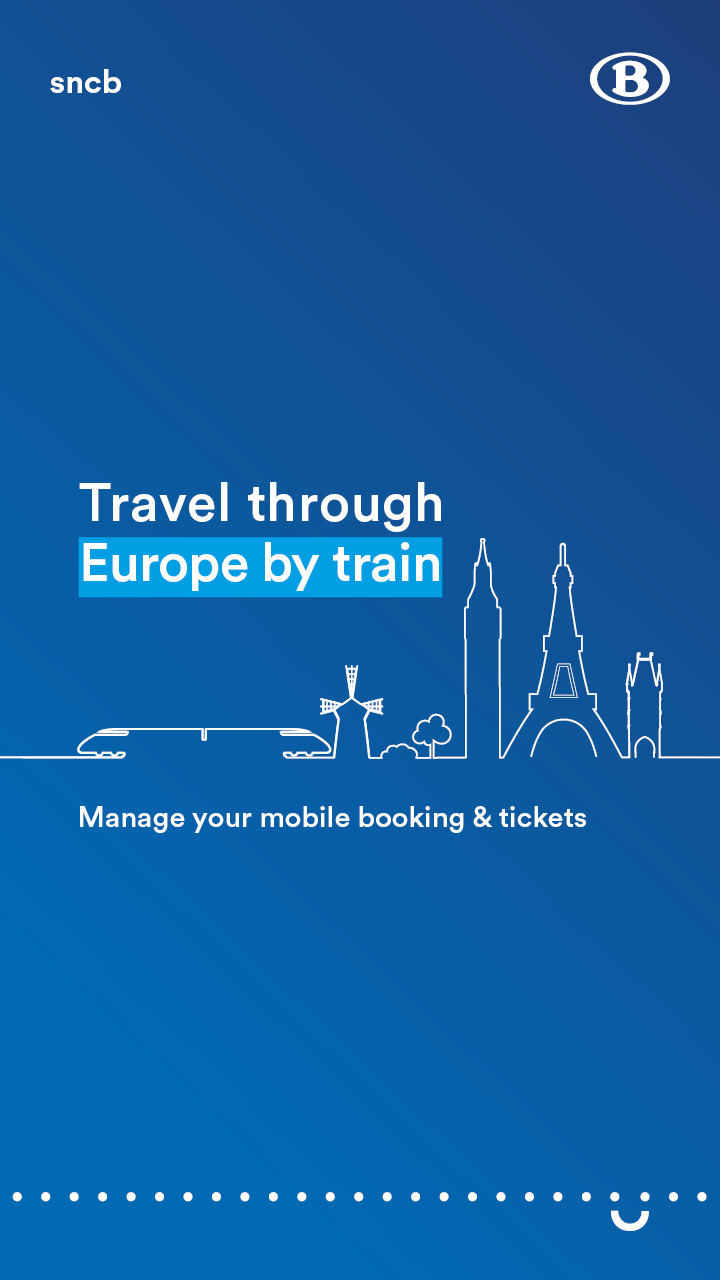 sncb
B
Travel through
Europe by train
Manage your mobile booking & tickets